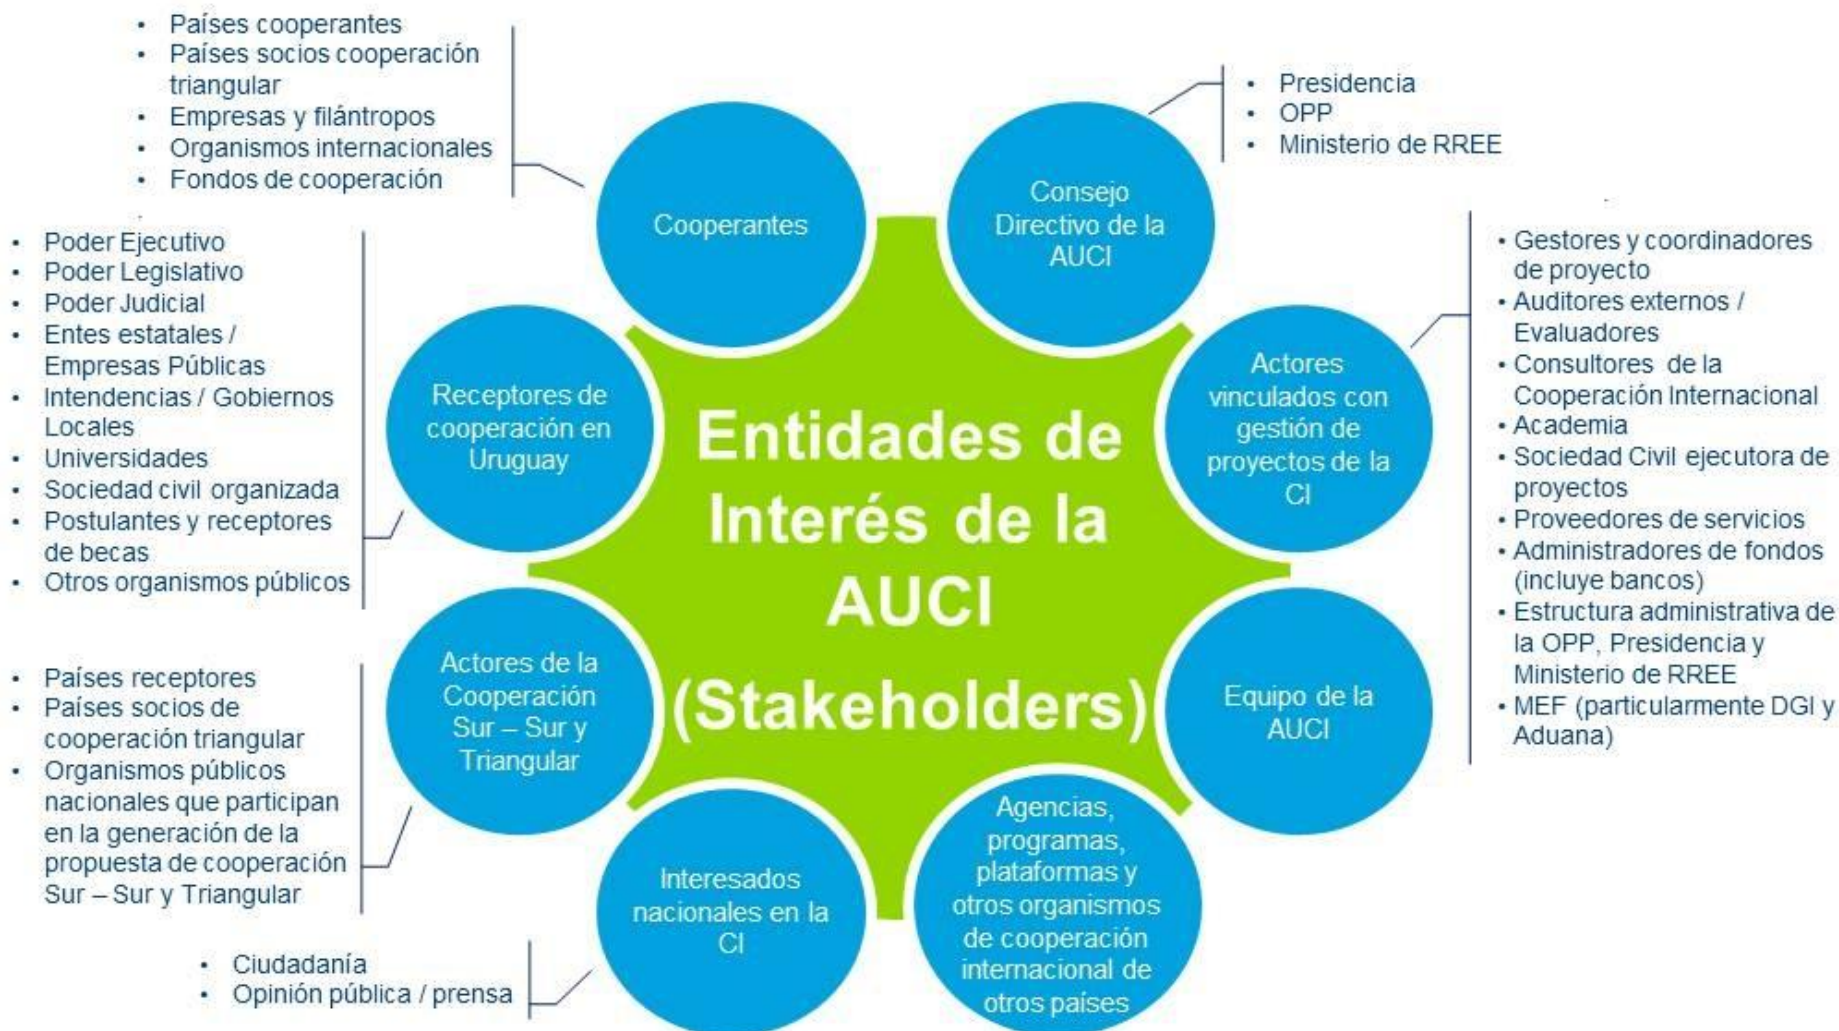 • Países cooperantes
• Países socios cooperación
triangular
• Empresas y filántropos
• Organismos internacionales
• Fondos de cooperación
Cooperantes
Consejo
Directivo de la
AUCI
• Presidencia
• OPP
• Ministerio de RREE
• Poder Ejecutivo
• Poder Legislativo
• Poder Judicial
• Entes estatales /
Empresas Públicas
• Intendencias / Gobiernos
Locales
• Universidades
• Sociedad civil organizada
• Postulantes y receptores
de becas
• Otros organismos públicos
Receptores de
cooperación en
Uruguay
Entidades de
Interés de la
AUCI
(Stakeholders)
Actores
vinculados con
gestión de
proyectos de la
CI
• Gestores y coordinadores
de proyecto
• Auditores externos /
Evaluadores
• Consultores de la
Cooperación Internacional
• Academia
• Sociedad Civil ejecutora de
proyectos
• Proveedores de servicios
• Administradores de fondos
(incluye bancos)
• Estructura administrativa de
la OPP, Presidencia y
Ministerio de RREE
• MEF (particularmente DGI y
Aduana)
• Países receptores
• Países socios de
cooperación triangular
• Organismos públicos
nacionales que participan
en la generación de la
propuesta de cooperación
Sur – Sur y Triangular
Actores de la
Cooperación
Sur – Sur y
Triangular
Equipo de la
AUCI
Interesados
nacionales en la
CI
• Ciudadanía
• Opinión pública / prensa
Agencias,
programas,
plataformas y
otros organismos
de cooperación
internacional de
otros países